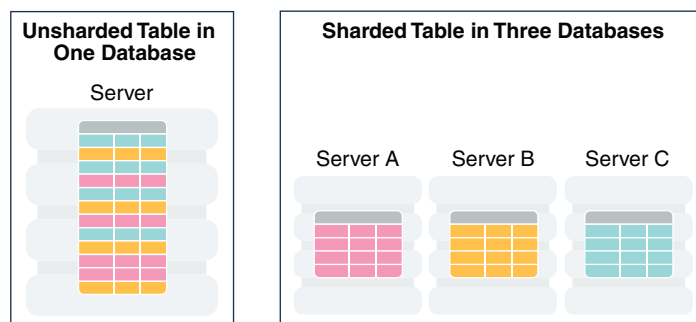 Unsharded Table in
One Database
Server
Sharded Table in Three Databases
Server A
Server B
Server C